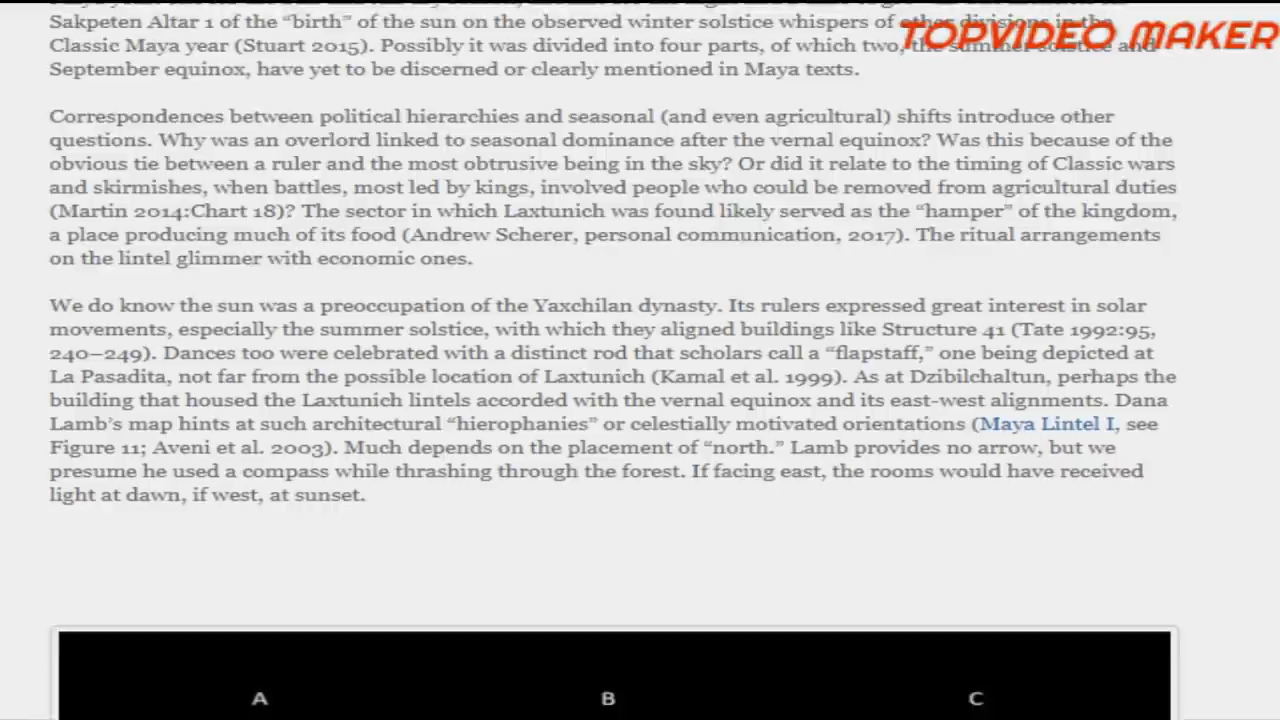 Sakpeten Altar 1 of the “birth” of the sun on the observed winter solstice whispers of other divisions in the
TOPVIDEO MAKER
Classic Maya year (Stuart 2015). Possibly it was divided into four parts, of which two, the summer solstice and
September equinox, have yet to be discerned or clearly mentioned in Maya texts.
Correspondences between political hierarchies and seasonal (and even agricultural) shifts introduce other
questions. Why was an overlord linked to seasonal dominance after the vernal equinox? Was this because of the
obvious tie between a ruler and the most obtrusive being in the sky? Or did it relate to the timing of Classic wars
and skirmishes, when battles, most led by kings, involved people who could be removed from agricultural duties
(Martin 2014:Chart 18)? The sector in which Laxtunich was found likely served as the “hamper” of the kingdom,
a place producing much of its food (Andrew Scherer, personal communication, 2017). The ritual arrangements
on the lintel glimmer with economic ones.
We do know the sun was a preoccupation of the Yaxchilan dynasty. Its rulers expressed great interest in solar
movements, especially the summer solstice, with which they aligned buildings like Structure 41 (Tate 1992:95,
240–249). Dances too were celebrated with a distinct rod that scholars call a “flapstaff,” one being depicted at
La Pasadita, not far from the possible location of Laxtunich (Kamal et al. 1999). As at Dzibilchaltun, perhaps the
building that housed the Laxtunich lintels accorded with the vernal equinox and its east-west alignments. Dana
Lamb’s map hints at such architectural “hierophanies” or celestially motivated orientations (Maya Lintel I, see
Figure 11; Aveni et al. 2003). Much depends on the placement of “north.” Lamb provides no arrow, but we
presume he used a compass while thrashing through the forest. If facing east, the rooms would have received
light at dawn, if west, at sunset.
A B C